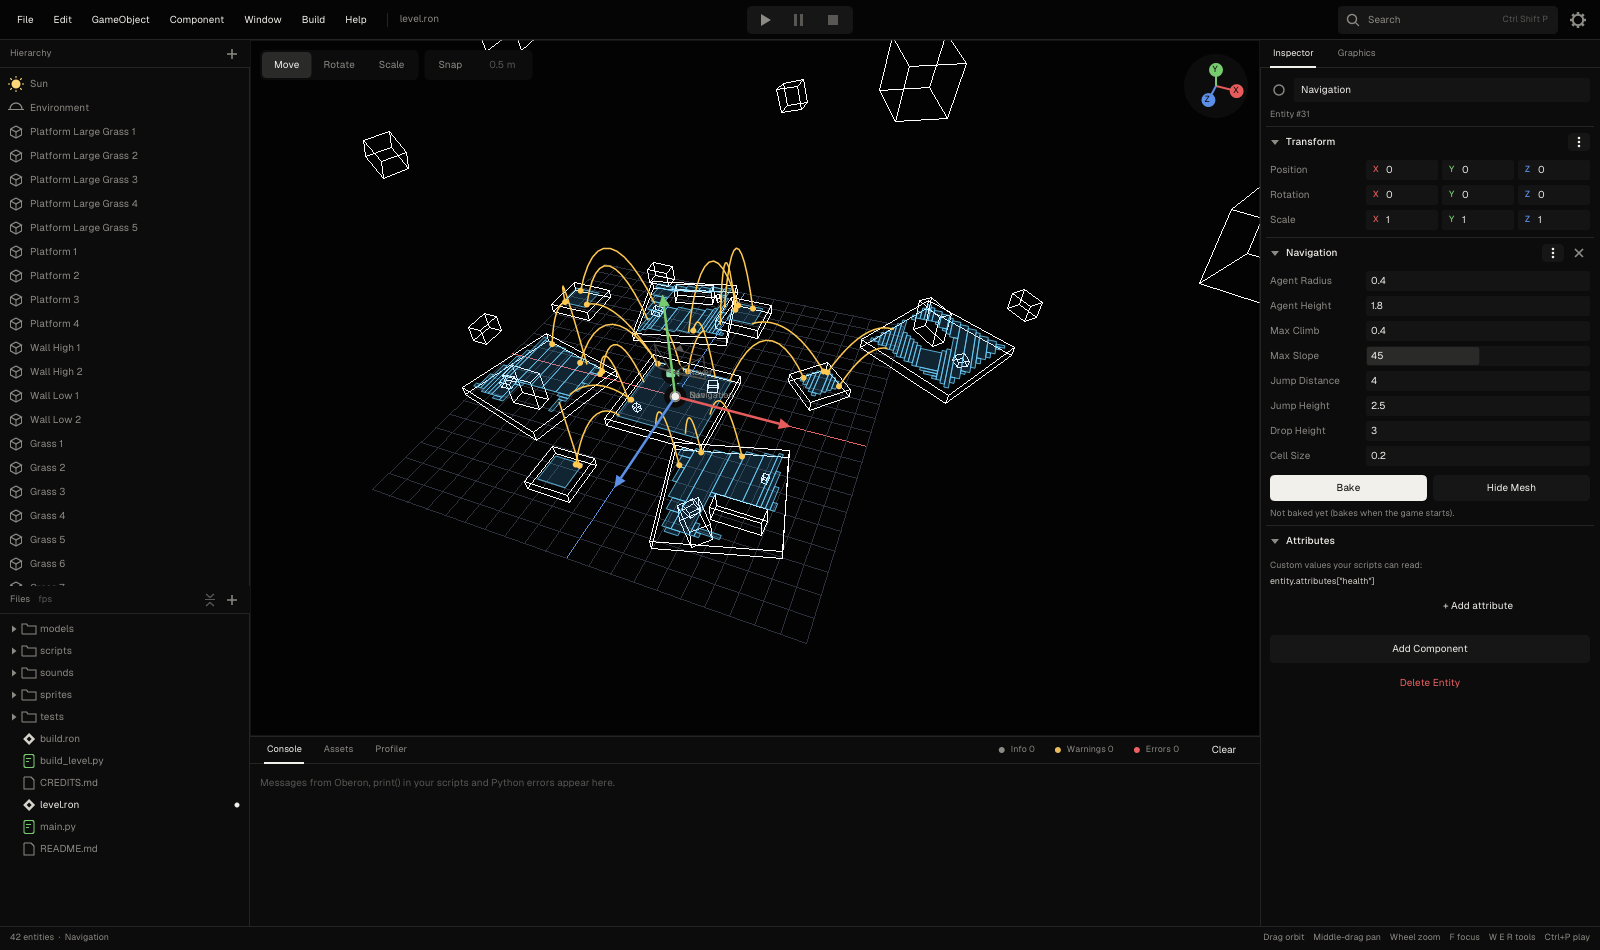 File Edit GameObject Component Window Build Help level.ron
Search Ctrl Shift P
Hierarchy
Sun
Environment
Platform Large Grass 1
Platform Large Grass 2
Platform Large Grass 3
Platform Large Grass 4
Platform Large Grass 5
Platform 1
Platform 2
Platform 3
Platform 4
Wall High 1
Wall High 2
Wall Low 1
Wall Low 2
Grass 1
Grass 2
Grass 3
Grass 4
Grass 5
Grass 6
Files fps
models
scripts
sounds
sprites
tests
build.ron
build_level.py
CREDITS.md
level.ron
main.py
README.md
Move Rotate Scale Snap 0.5 m
Y
X
Z
Console Assets Profiler Info 0 Warnings 0 Errors 0 Clear
Messages from Oberon, print() in your scripts and Python errors appear here.
Inspector Graphics
Navigation
Entity #31
Transform
Position X 0 Y 0 Z 0
Rotation X 0 Y 0 Z 0
Scale X 1 Y 1 Z 1
Navigation
Agent Radius 0.4
Agent Height 1.8
Max Climb 0.4
Max Slope 45
Jump Distance 4
Jump Height 2.5
Drop Height 3
Cell Size 0.2
Bake Hide Mesh
Not baked yet (bakes when the game starts).
Attributes
Custom values your scripts can read:
entity.attributes["health"]
+ Add attribute
Add Component
Delete Entity
42 entities · Navigation
Drag orbit Middle-drag pan Wheel zoom F focus W E R tools Ctrl+P play